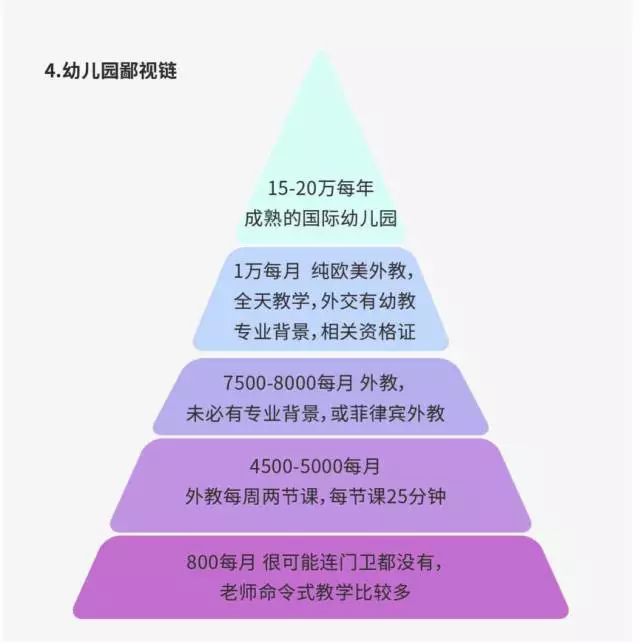 4.幼儿园鄙视链
15-20万每年
成熟的国际幼儿园
1万每月 纯欧美外教，
全天教学，外交有幼教
专业背景，相关资格证
7500-8000每月 外教，
未必有专业背景，或菲律宾外教
4500-5000每月
外教每周两节课，每节课25分钟
800每月 很可能连门卫都没有，
老师命令式教学比较多